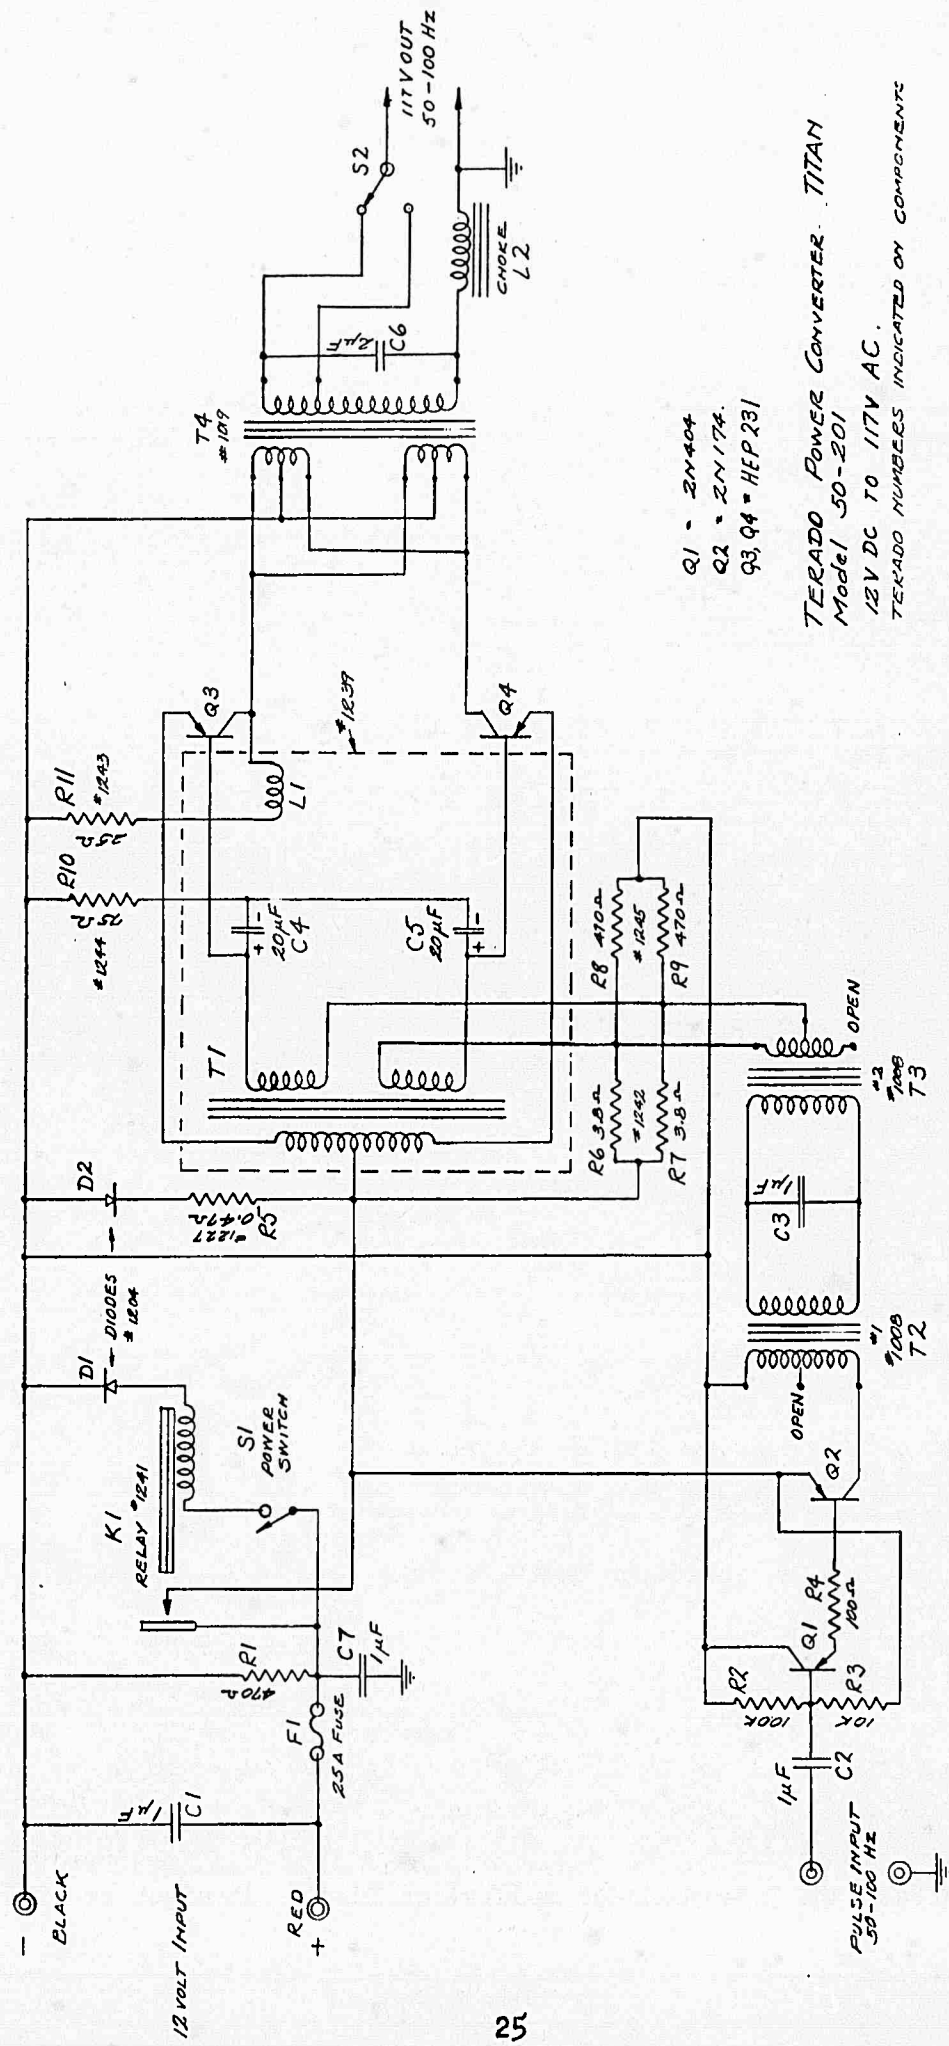 12 VOLT INPUT
–
BLACK
RED
+
1µF
C1
F1
25A FUSE
R1
470Ω
C7
1µF
K1
RELAY #1241
S1
POWER
SWITCH
D1
← DIODES →
#1204
D2
#1227
0.47Ω
R5
#1244
25Ω
R10
25Ω
R11
#1243
T1
+
–
20µF
C4
C5
20µF
+
–
L1
#1239
Q3
Q4
T4
#1019
2µF
C6
S2
CHOKE
L2
117V OUT
50-100 Hz
R6 3.8Ω
#1242
R7 3.8Ω
R8 470Ω
#1245
R9 470Ω
PULSE INPUT
50-100 Hz
1µF
C2
R2
100K
10K
R3
Q1
R4
100Ω
Q2
OPEN
#1
#1008
T2
C3
1µF
#2
#1008
T3
OPEN
Q1 = 2N404
Q2 = 2N174.
Q3, Q4 = HEP231
TERADO POWER CONVERTER. TITAN
Model 50-201
12V DC TO 117V AC.
TERADO NUMBERS INDICATED ON COMPONENTS
25